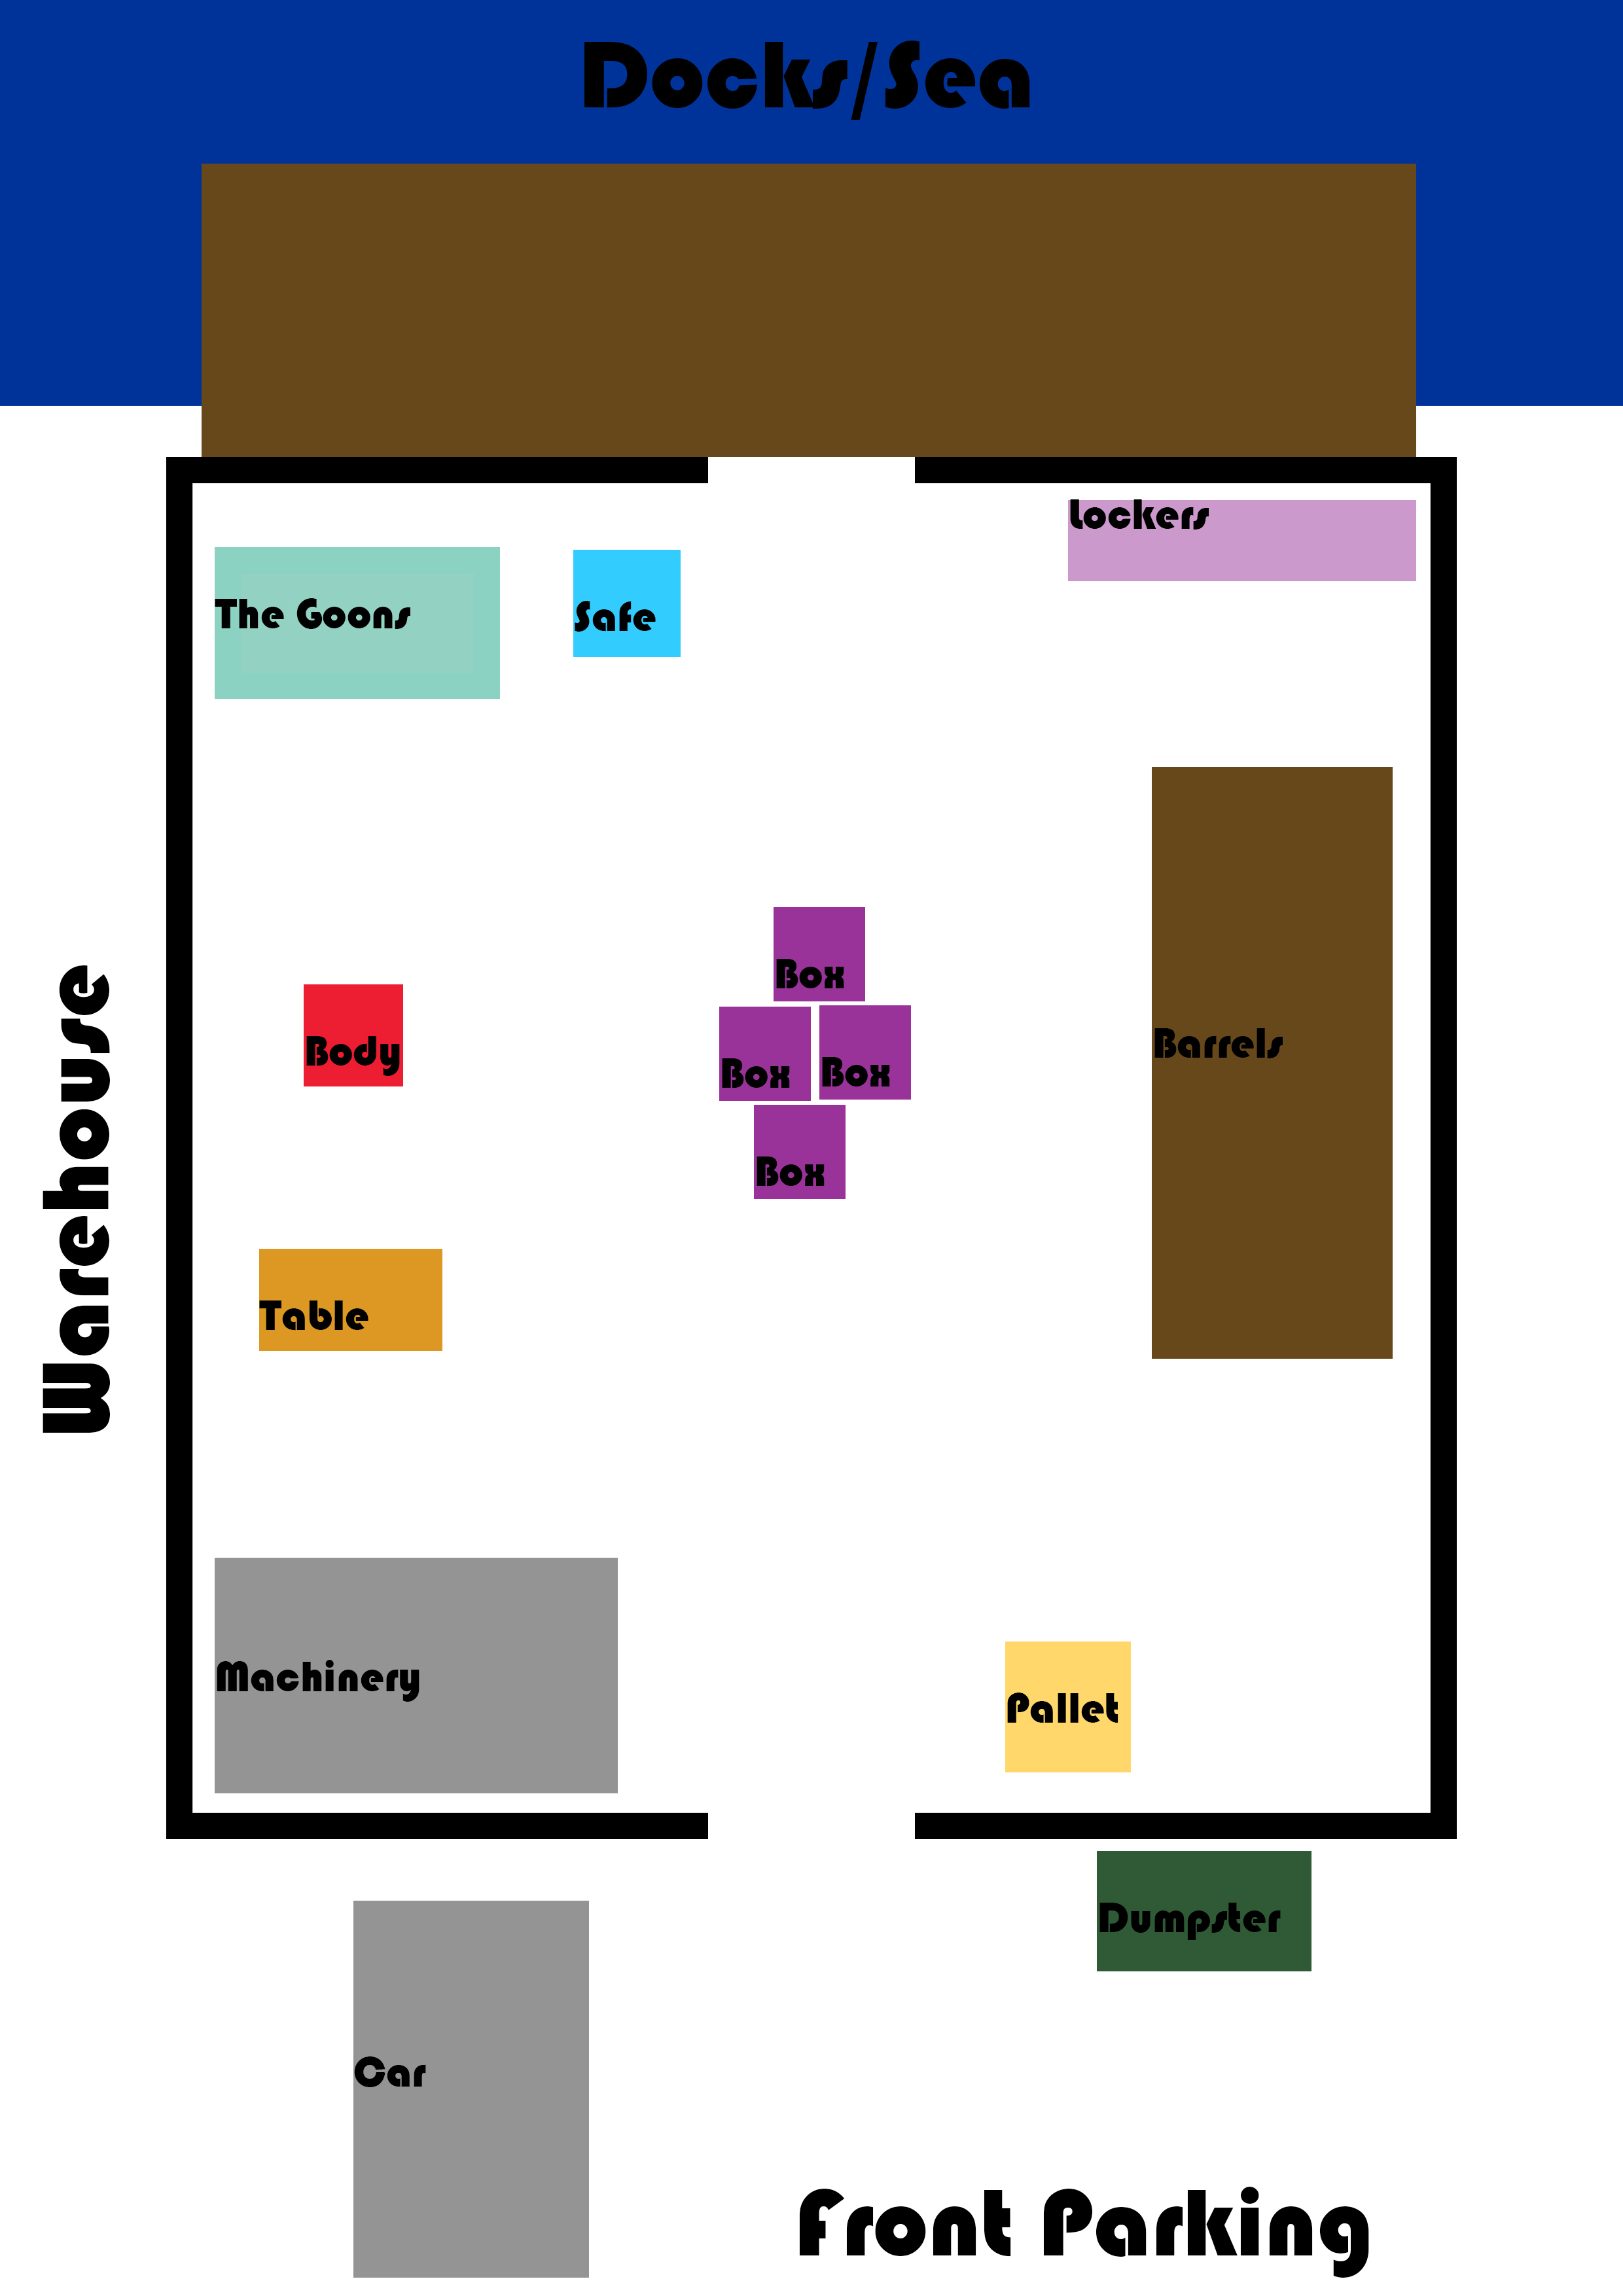 Docks/Sea
Lockers
The Goons
Safe
Box
Body
Box
Box
Barrels
Box
Table
Warehouse
Machinery
Pallet
Dumpster
Car
Front Parking